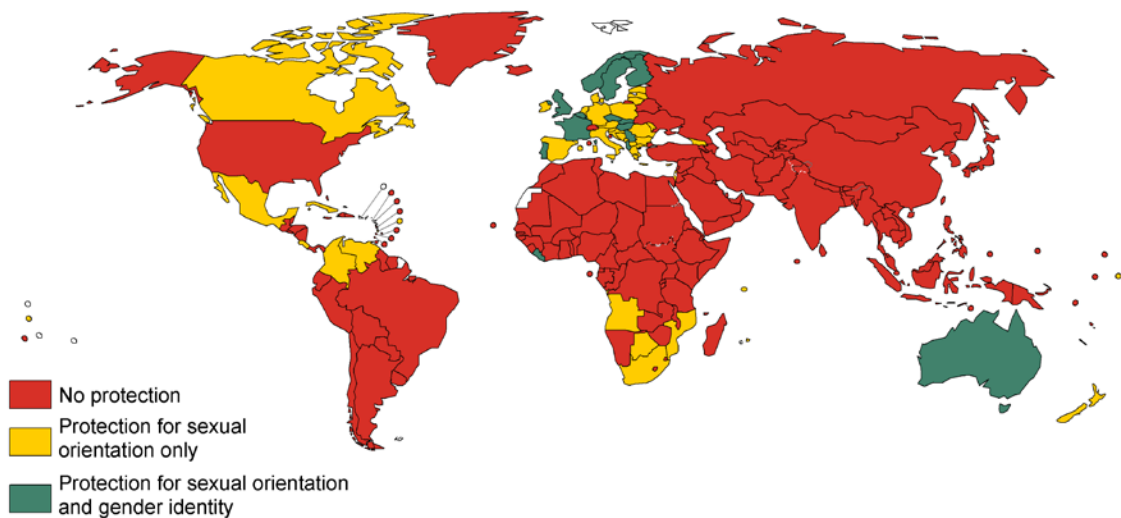 No protection
Protection for sexual
orientation only
Protection for sexual orientation
and gender identity